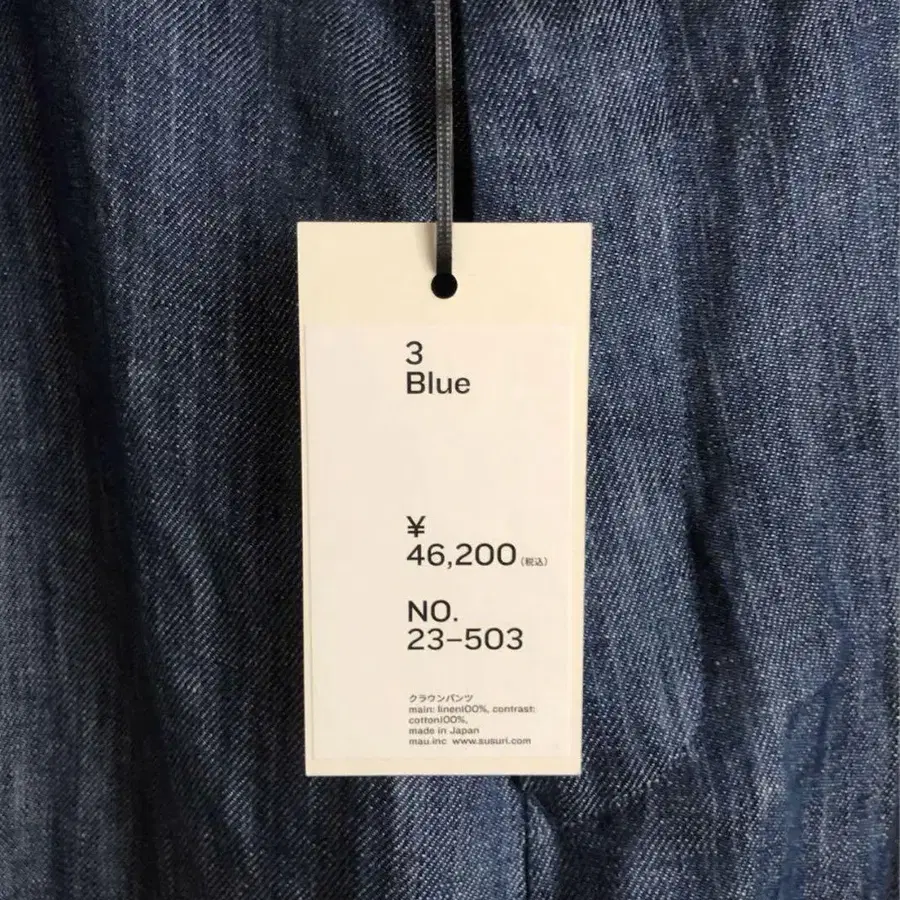 3
Blue
¥
46,200(税込)
NO.
23–503
クラウンパンツ
main: linen100%, contrast:
cotton100%,
made in Japan
mau.inc www.susuri.com